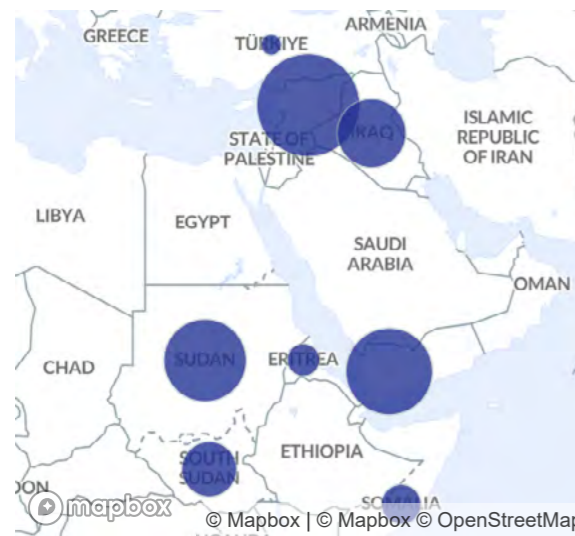 GREECE
ARMENIA
TÜRKIYE
STATE OF
PALESTINE
IRAQ
ISLAMIC
REPUBLIC
OF IRAN
LIBYA
EGYPT
SAUDI
ARABIA
OMAN
CHAD
SUDAN
ERITREA
ETHIOPIA
SOUTH
SUDAN
SOMALIA
mapbox
© Mapbox | © Mapbox © OpenStreetMap